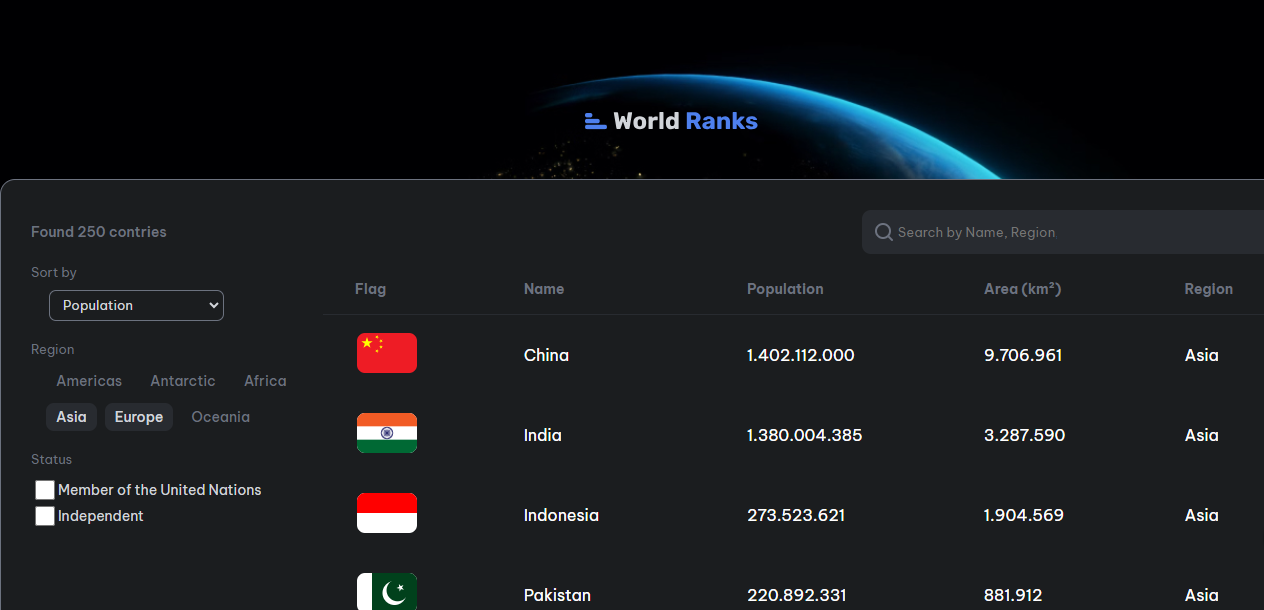 World Ranks
Found 250 contries
Search by Name, Region
Sort by
Population
Region
Americas Antarctic Africa
Asia Europe Oceania
Status
Member of the United Nations
Independent
Flag Name Population Area (km²) Region
China 1.402.112.000 9.706.961 Asia
India 1.380.004.385 3.287.590 Asia
Indonesia 273.523.621 1.904.569 Asia
Pakistan 220.892.331 881.912 Asia